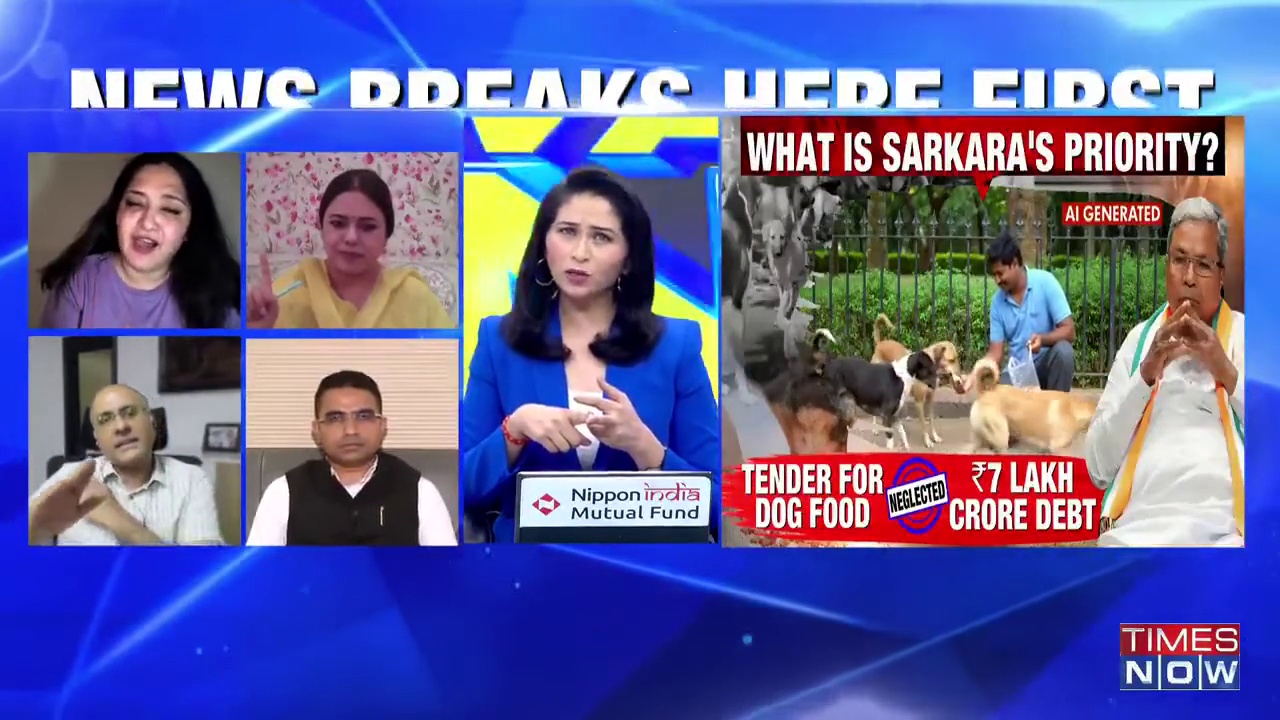 NEWS BREAKS HERE FIRST
WHAT IS SARKARA'S PRIORITY?
AI GENERATED
TENDER FOR
DOG FOOD
NEGLECTED
₹7 LAKH
CRORE DEBT
Nippon india
Mutual Fund
TIMES
NOW